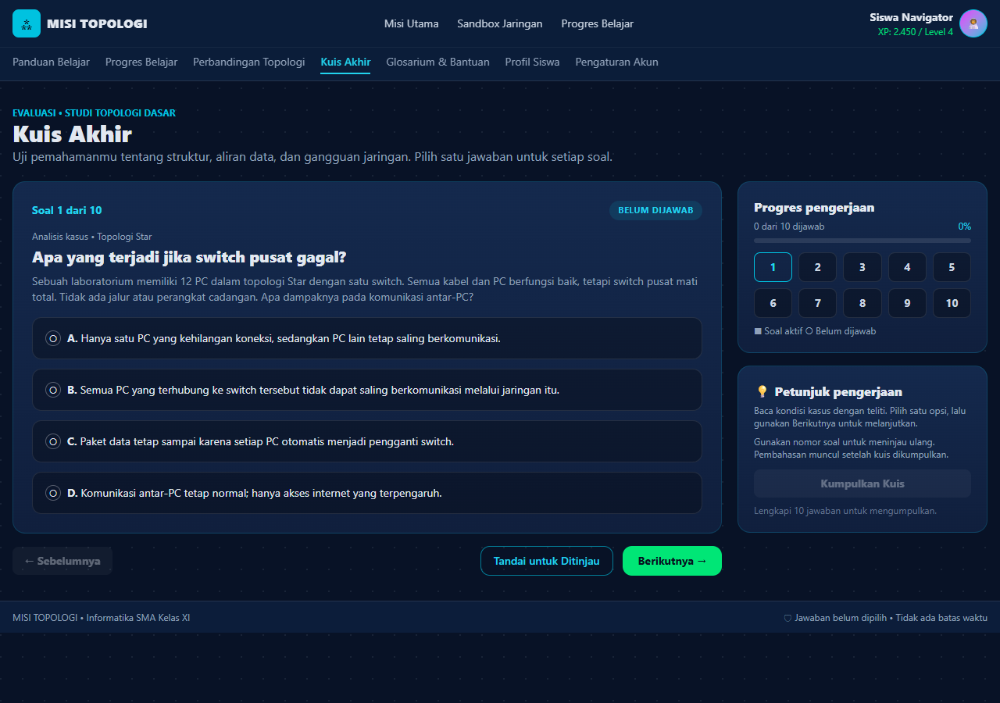 MISI TOPOLOGI
Misi Utama
Sandbox Jaringan
Progres Belajar
Siswa Navigator
XP: 2.450 / Level 4
Panduan Belajar
Progres Belajar
Perbandingan Topologi
Kuis Akhir
Glosarium & Bantuan
Profil Siswa
Pengaturan Akun
EVALUASI • STUDI TOPOLOGI DASAR
Kuis Akhir
Uji pemahamanmu tentang struktur, aliran data, dan gangguan jaringan. Pilih satu jawaban untuk setiap soal.
Soal 1 dari 10
BELUM DIJAWAB
Analisis kasus • Topologi Star
Apa yang terjadi jika switch pusat gagal?
Sebuah laboratorium memiliki 12 PC dalam topologi Star dengan satu switch. Semua kabel dan PC berfungsi baik, tetapi switch pusat mati
total. Tidak ada jalur atau perangkat cadangan. Apa dampaknya pada komunikasi antar-PC?
A. Hanya satu PC yang kehilangan koneksi, sedangkan PC lain tetap saling berkomunikasi.
B. Semua PC yang terhubung ke switch tersebut tidak dapat saling berkomunikasi melalui jaringan itu.
C. Paket data tetap sampai karena setiap PC otomatis menjadi pengganti switch.
D. Komunikasi antar-PC tetap normal; hanya akses internet yang terpengaruh.
← Sebelumnya
Tandai untuk Ditinjau
Berikutnya →
Progres pengerjaan
0 dari 10 dijawab
0%
1
2
3
4
5
6
7
8
9
10
■ Soal aktif ○ Belum dijawab
💡 Petunjuk pengerjaan
Baca kondisi kasus dengan teliti. Pilih satu opsi, lalu
gunakan Berikutnya untuk melanjutkan.
Gunakan nomor soal untuk meninjau ulang.
Pembahasan muncul setelah kuis dikumpulkan.
Kumpulkan Kuis
Lengkapi 10 jawaban untuk mengumpulkan.
MISI TOPOLOGI • Informatika SMA Kelas XI
Jawaban belum dipilih • Tidak ada batas waktu